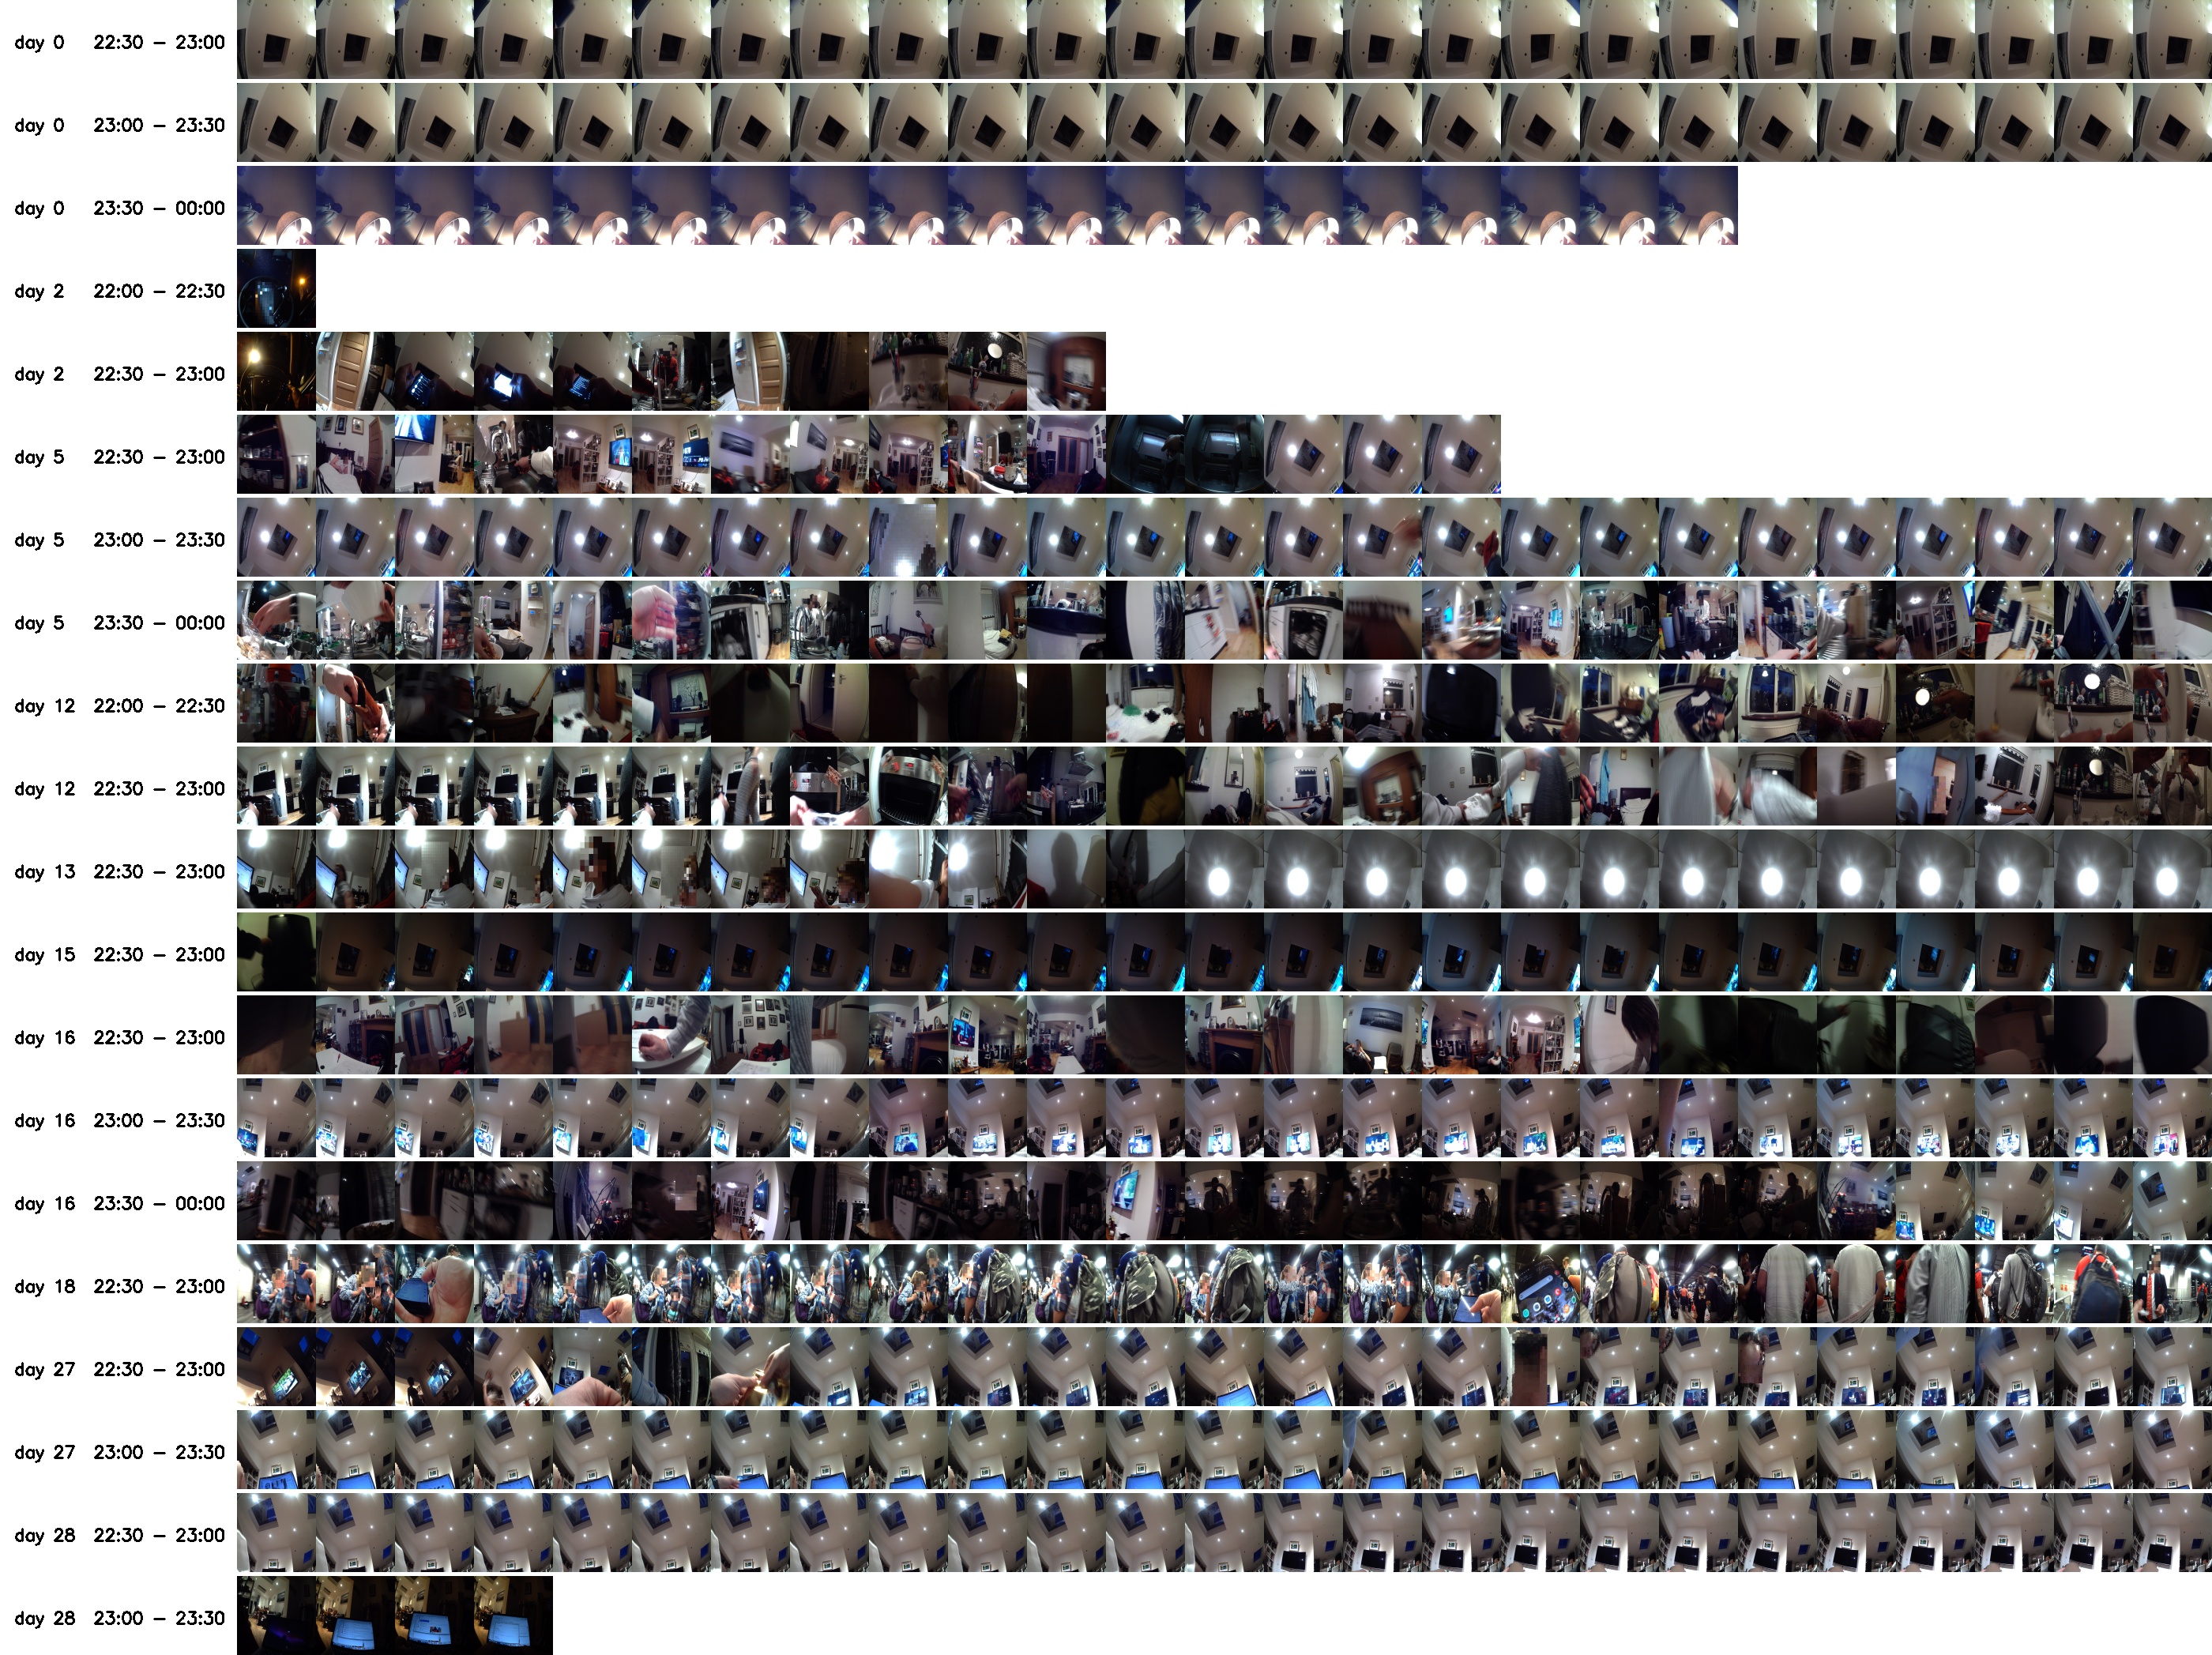 day 0 22:30 – 23:00
day 0 23:00 – 23:30
day 0 23:30 – 00:00
day 2 22:00 – 22:30
day 2 22:30 – 23:00
day 5 22:30 – 23:00
day 5 23:00 – 23:30
day 5 23:30 – 00:00
day 12 22:00 – 22:30
day 12 22:30 – 23:00
day 13 22:30 – 23:00
day 15 22:30 – 23:00
day 16 22:30 – 23:00
day 16 23:00 – 23:30
day 16 23:30 – 00:00
day 18 22:30 – 23:00
day 27 22:30 – 23:00
day 27 23:00 – 23:30
day 28 22:30 – 23:00
day 28 23:00 – 23:30